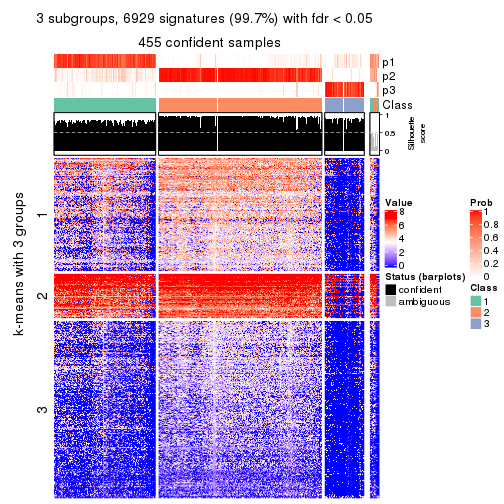 3 subgroups, 6929 signatures (99.7%) with fdr < 0.05
455 confident samples
p1
p2
p3
Class
1
0.5
0
Silhouette
score
k-means with 3 groups
1
2
3
Value
8
6
4
2
0
Status (barplots)
confident
ambiguous
Prob
1
0.8
0.6
0.4
0.2
0
Class
1
2
3